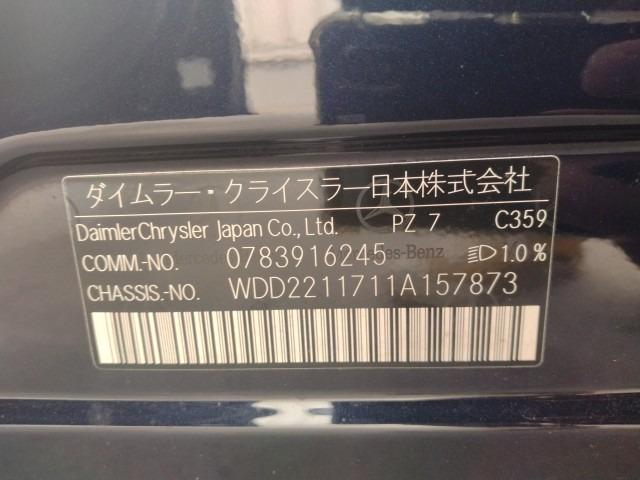 ダイムラー・クライスラー日本株式会社
DaimlerChrysler Japan Co., Ltd. PZ 7 C359
COMM.-NO. 0783916245 1.0%
CHASSIS.-NO. WDD2211711A157873